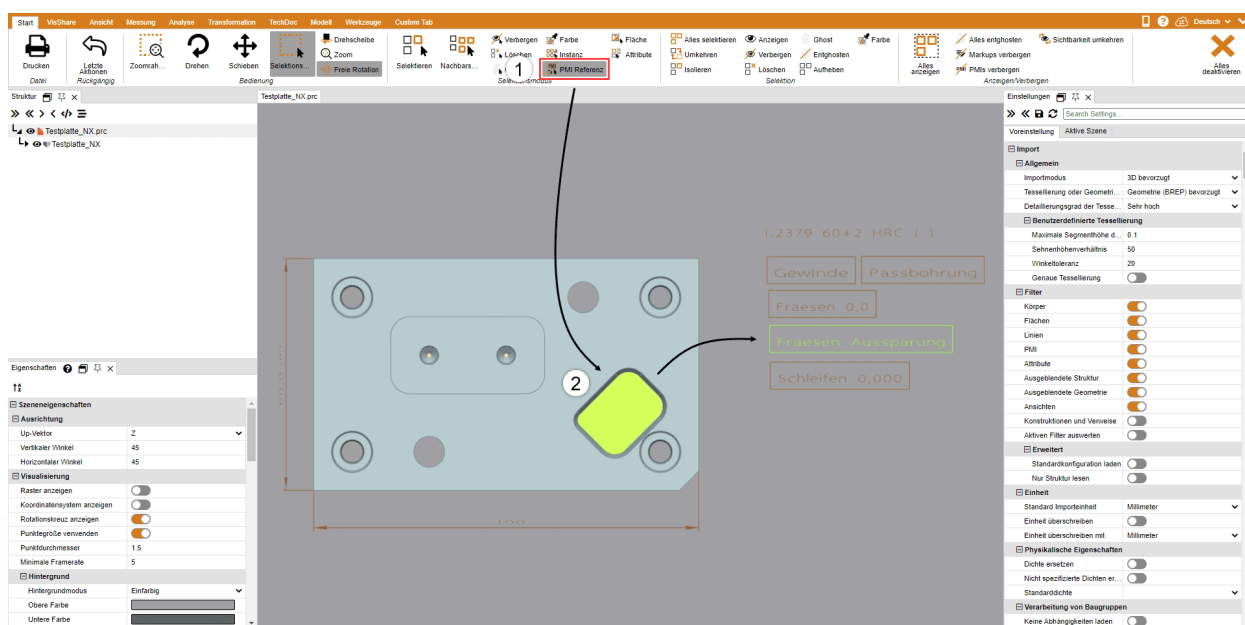 Start VisShare Ansicht Messung Analyse Transformation TechDoc Modell Werkzeuge Custom Tab Deutsch
Drucken
Letzte Aktionen
Zoomrah...
Drehen
Schieben
Selektions...
Drehscheibe
Zoom
Freie Rotation
Selektieren
Nachbars...
Verbergen
Löschen
Farbe
Instanz
PMI Referenz
Fläche
Attribute
Alles selektieren
Umkehren
Isolieren
Anzeigen
Verbergen
Löschen
Ghost
Entghosten
Aufheben
Farbe
Alles anzeigen
Alles entghosten
Markups verbergen
PMIs verbergen
Sichtbarkeit umkehren
Alles deaktivieren
Datei Rückgängig Bedienung Selektion Anzeigen/Verbergen
1
Struktur
Testplatte_NX.prc
Testplatte_NX
Testplatte_NX.prc
1.2379 60+2 HRC ( )
Gewinde Passbohrung
Fraesen 0,0
Fraesen Aussparung
Schleifen 0,000
2
100
Eigenschaften
Szeneneigenschaften
Ausrichtung
Up-Vektor Z
Vertikaler Winkel 45
Horizontaler Winkel 45
Visualisierung
Raster anzeigen
Koordinatensystem anzeigen
Rotationskreuz anzeigen
Punktegröße verwenden
Punktdurchmesser 1.5
Minimale Framerate 5
Hintergrund
Hintergrundmodus Einfarbig
Obere Farbe
Untere Farbe
Einstellungen
Search Settings...
Voreinstellung Aktive Szene
Import
Allgemein
Importmodus 3D bevorzugt
Tessellierung oder Geometri... Geometrie (BREP) bevorzugt
Detaillierungsgrad der Tesse... Sehr hoch
Benutzerdefinierte Tessellierung
Maximale Segmenthöhe d... 0.1
Sehnenhöhenverhältnis 50
Winkeltoleranz 20
Genaue Tessellierung
Filter
Körper
Flächen
Linien
PMI
Attribute
Ausgeblendete Struktur
Ausgeblendete Geometrie
Ansichten
Konstruktionen und Verweise
Aktiven Filter auswerten
Erweitert
Standardkonfiguration laden
Nur Struktur lesen
Einheit
Standard Importeinheit Millimeter
Einheit überschreiben
Einheit überschreiben mit Millimeter
Physikalische Eigenschaften
Dichte ersetzen
Nicht spezifizierte Dichten er...
Standarddichte
Verarbeitung von Baugruppen
Keine Abhängigkeiten laden